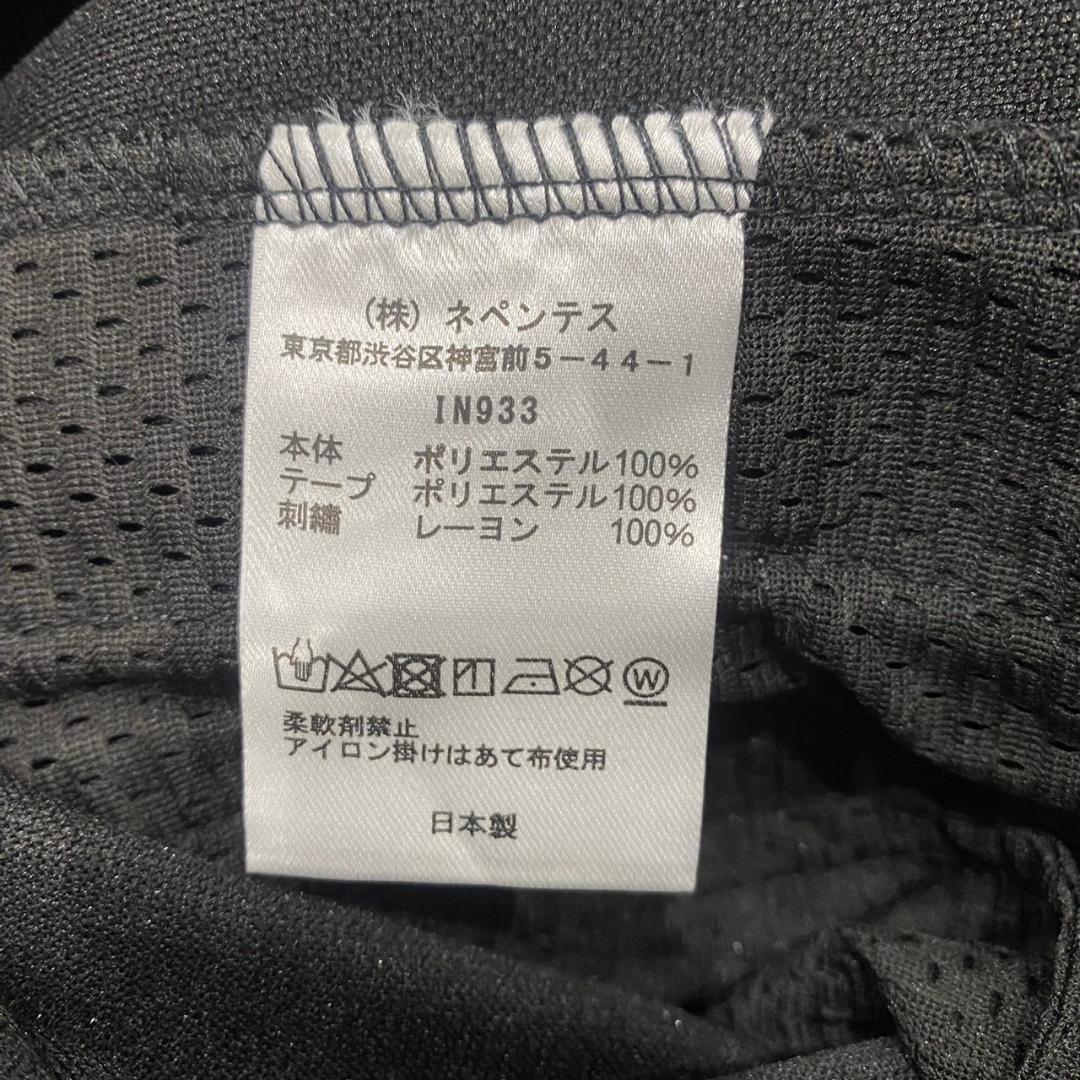 (株) ネペンテス
東京都渋谷区神宮前5-44-1
IN933
本体 ポリエステル100%
テープ ポリエステル100%
刺繍 レーヨン 100%
W
柔軟剤禁止
アイロン掛けはあて布使用
日本製